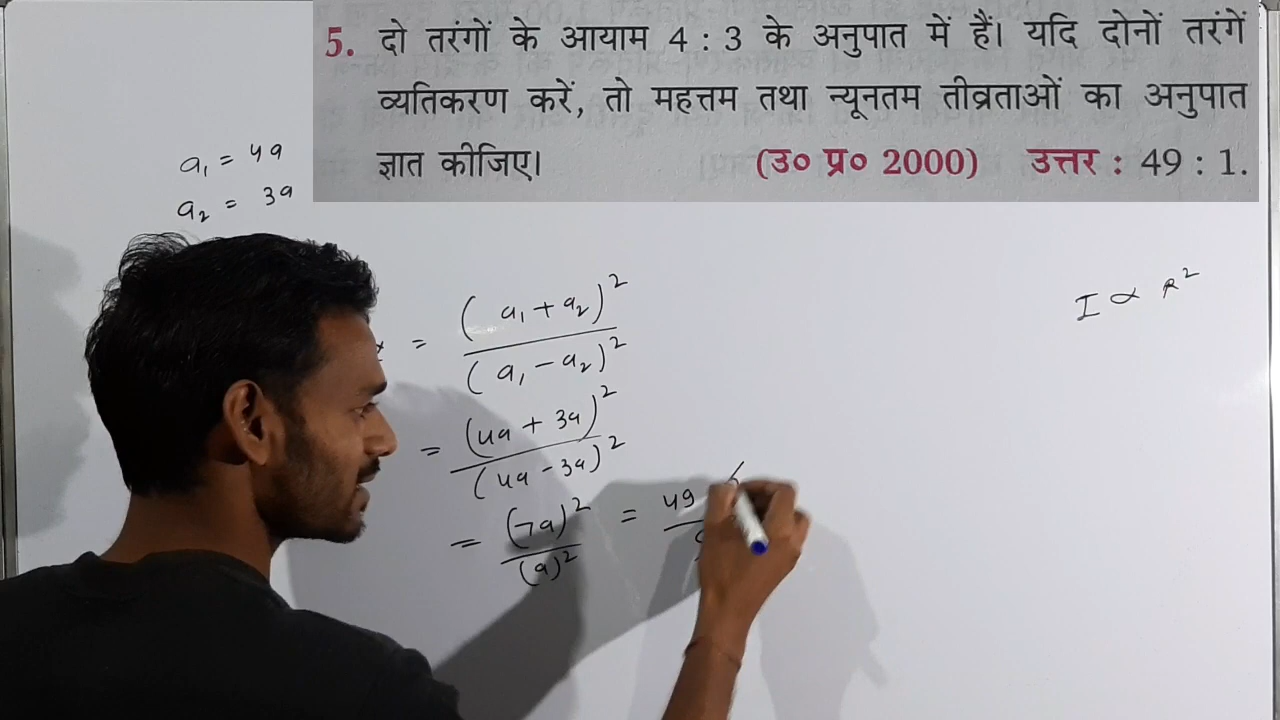 5. दो तरंगों के आयाम 4 : 3 के अनुपात में हैं। यदि दोनों तरंगें
व्यतिकरण करें, तो महत्तम तथा न्यूनतम तीव्रताओं का अनुपात
ज्ञात कीजिए। (उ० प्र० 2000) उत्तर : 49 : 1.
a₁ = 4a
a₂ = 3a
I ∝ R²
= (a₁ + a₂)² / (a₁ - a₂)²
= (4a + 3a)² / (4a - 3a)²
= (7a)² / (a)² = 49